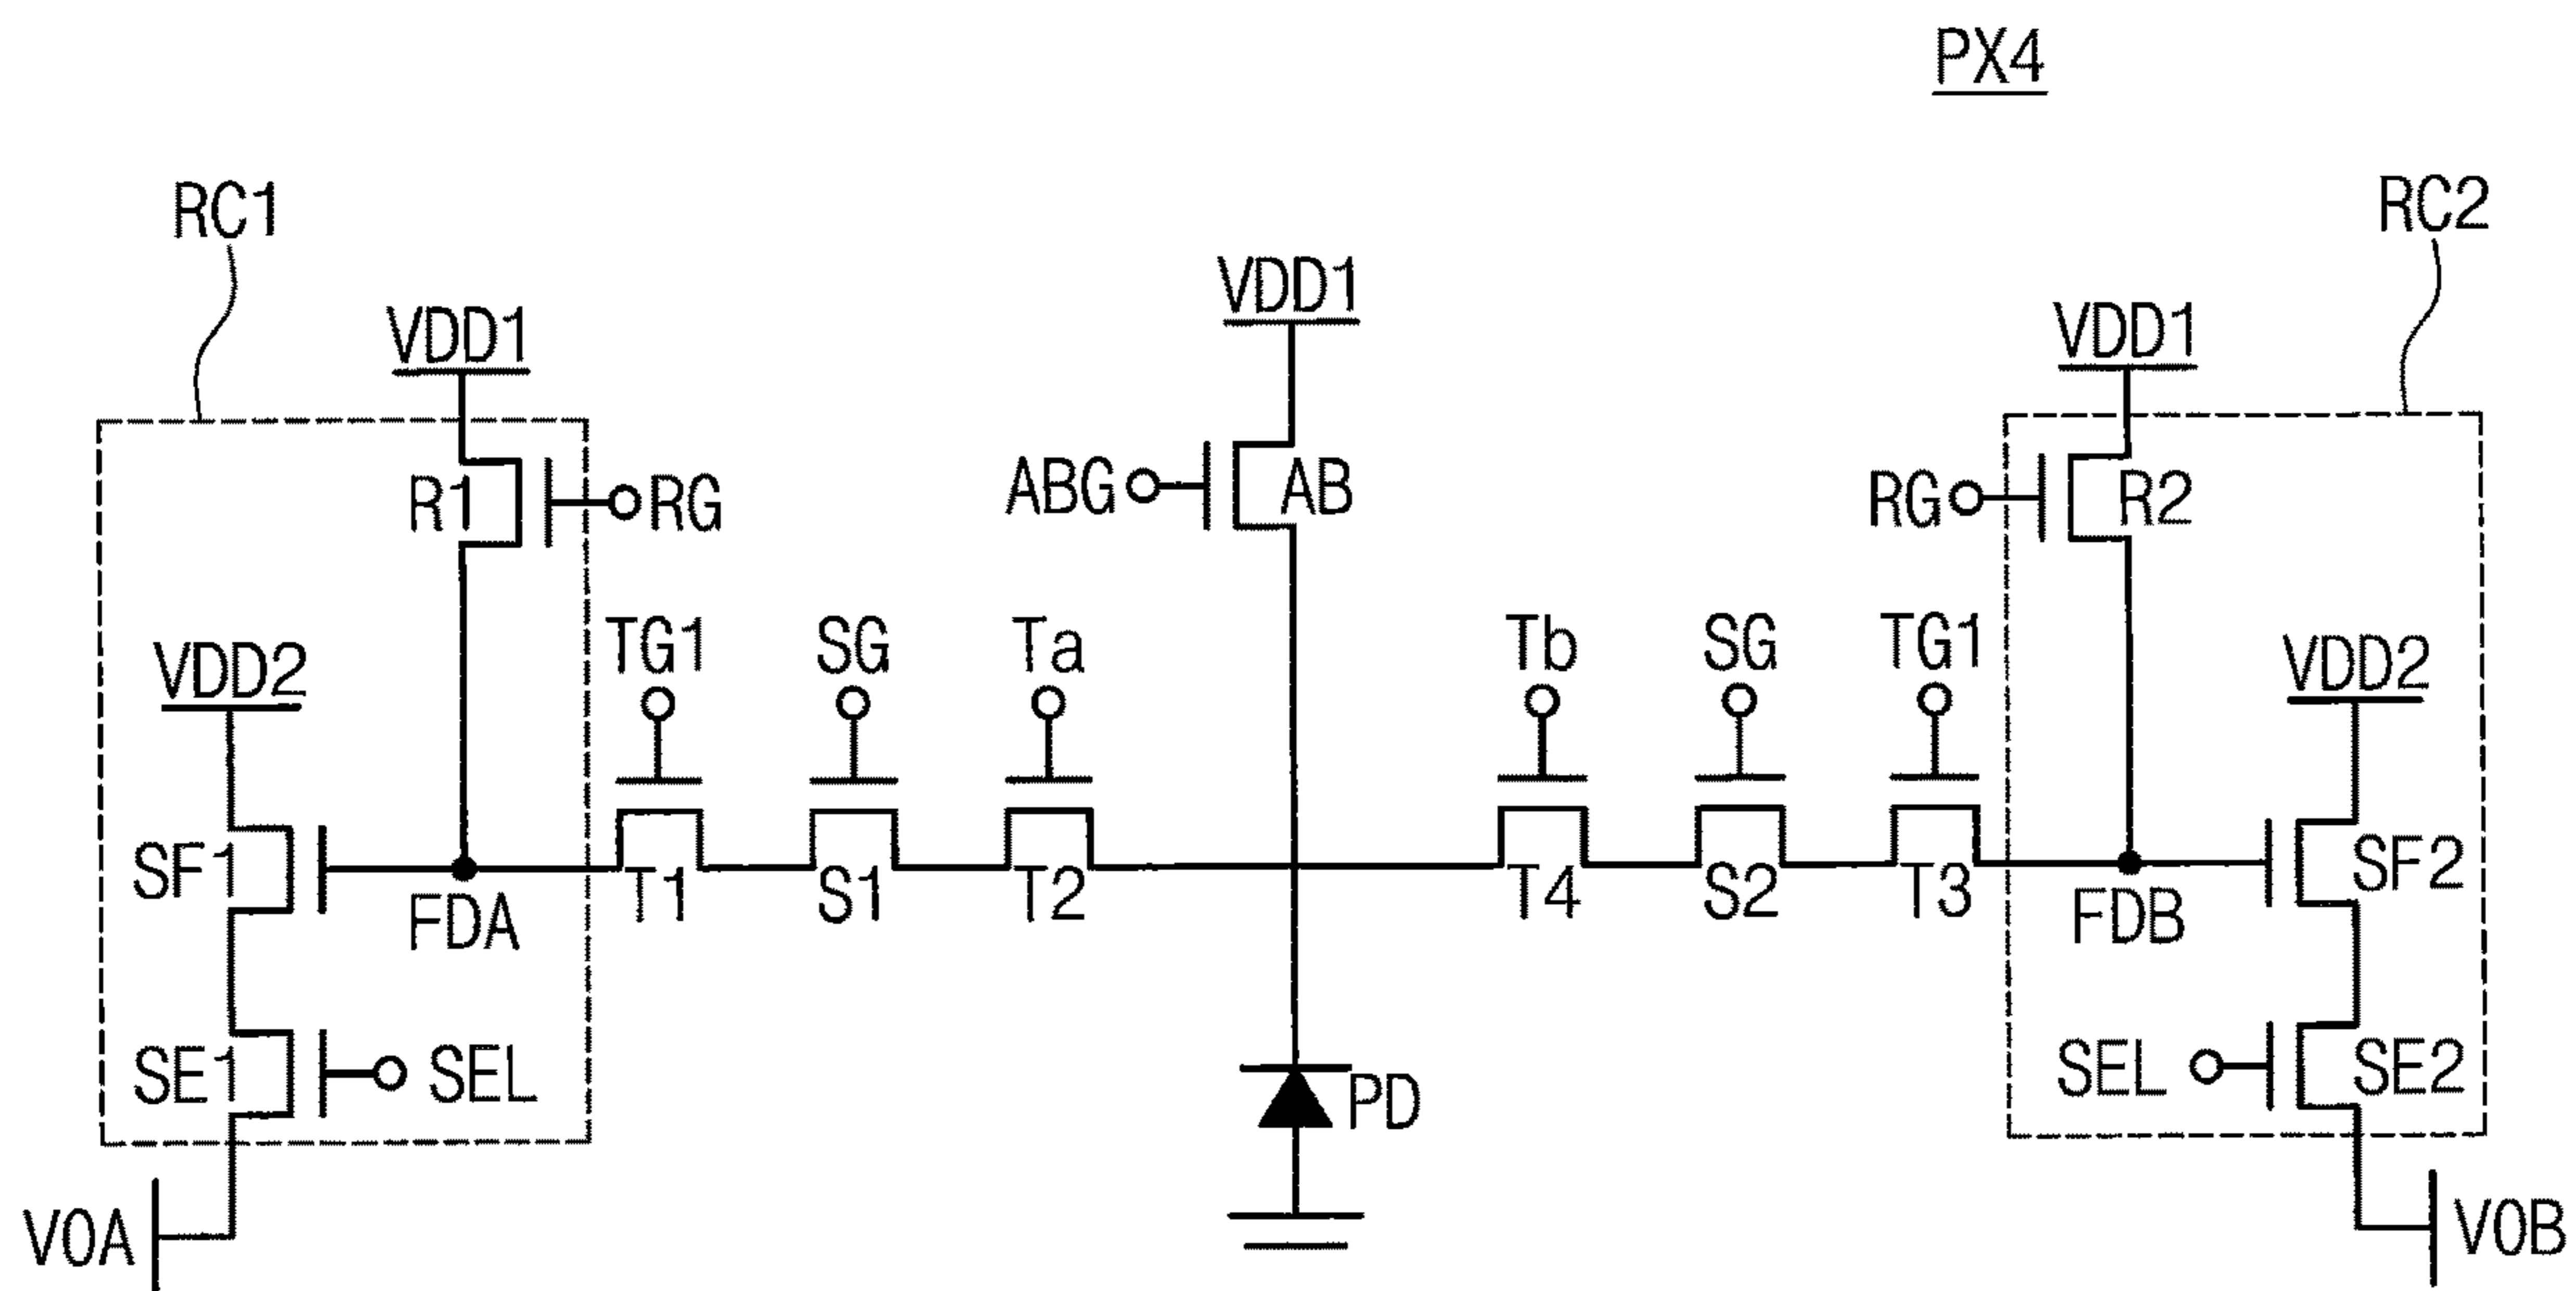 PX4
RC1
RC2
VDD1
VDD1
VDD1
R1
RG
ABG
AB
RG
R2
TG1
SG
Ta
Tb
SG
TG1
VDD2
VDD2
SF1
FDA
T1
S1
T2
T4
S2
T3
FDB
SF2
SE1
SEL
PD
SEL
SE2
VOA
VOB